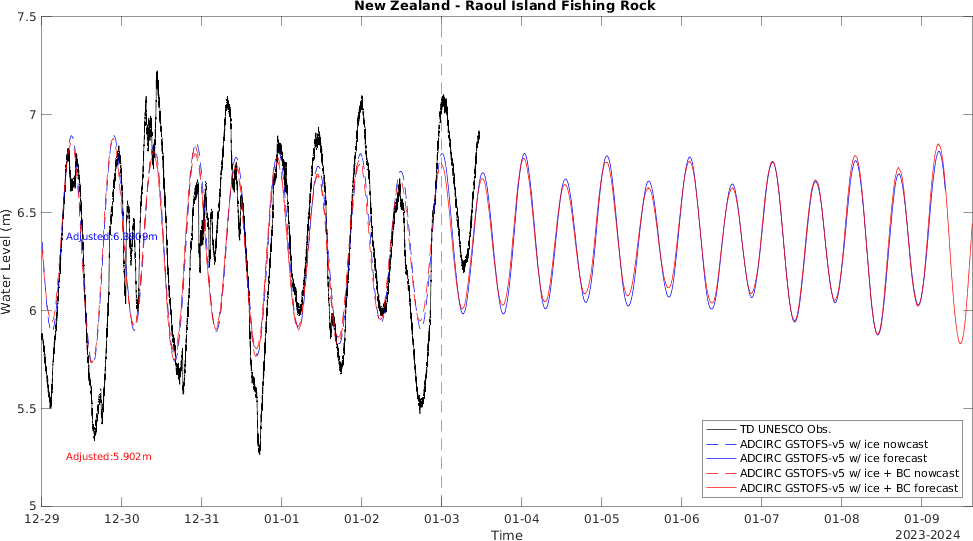 New Zealand - Raoul Island Fishing Rock
7.5
7
6.5
6
5.5
5
Water Level (m)
Adjusted:5.902m
TD UNESCO Obs.
ADCIRC GSTOFS-v5 w/ ice nowcast
ADCIRC GSTOFS-v5 w/ ice forecast
ADCIRC GSTOFS-v5 w/ ice + BC nowcast
ADCIRC GSTOFS-v5 w/ ice + BC forecast
12-29 12-30 12-31 01-01 01-02 01-03 01-04 01-05 01-06 01-07 01-08 01-09
Time
2023-2024